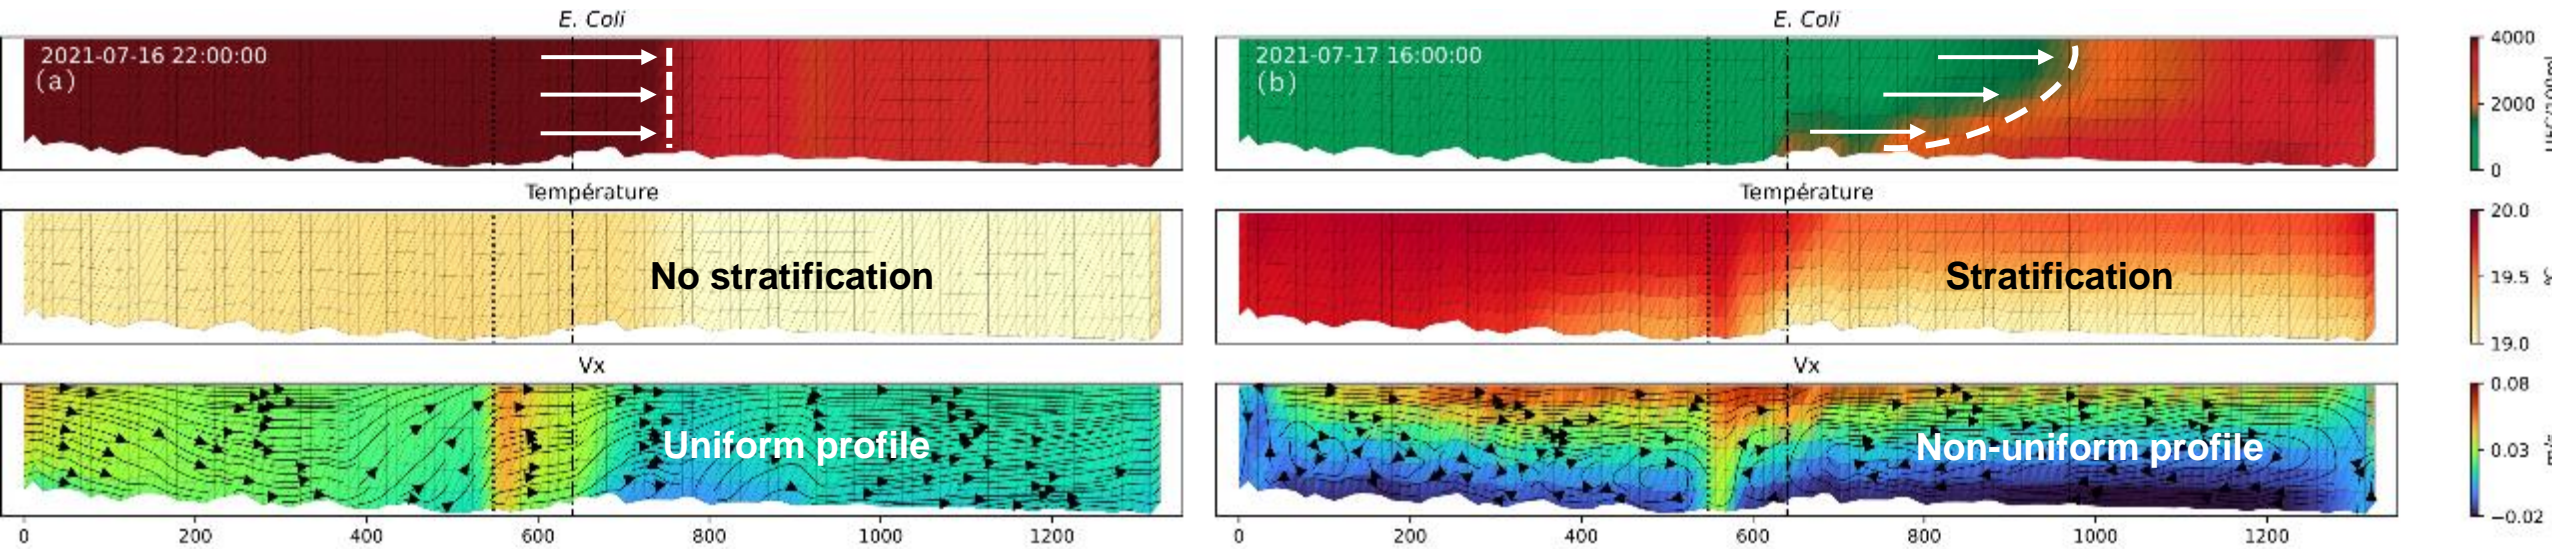 E. Coli
2021-07-16 22:00:00
(a)
Température
No stratification
Vx
Uniform profile
0 200 400 600 800 1000 1200
E. Coli
2021-07-17 16:00:00
(b)
Température
Stratification
Vx
Non-uniform profile
0 200 400 600 800 1000 1200
4000
2000
0
20.0
19.5
19.0
0.08
0.03
−0.02